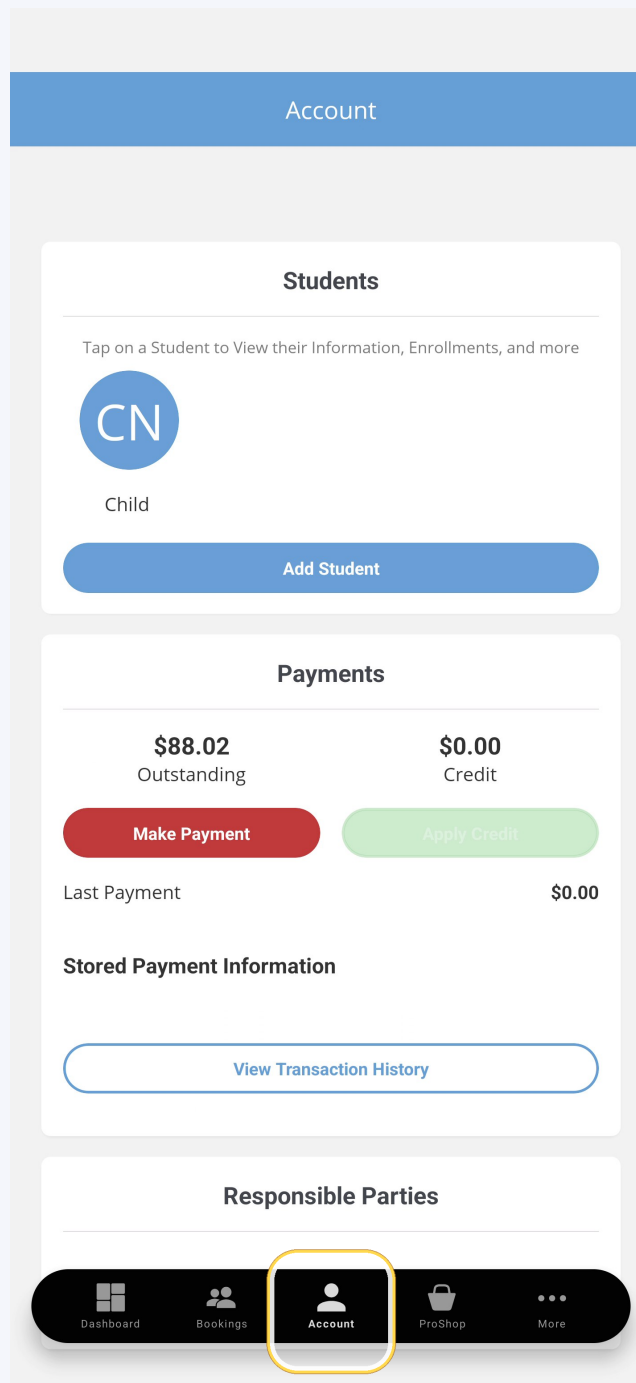 Account
Students
Tap on a Student to View their Information, Enrollments, and more
CN
Child
Add Student
Payments
$88.02 $0.00
Outstanding Credit
Make Payment Apply Credit
Last Payment $0.00
Stored Payment Information
View Transaction History
Responsible Parties
Dashboard Bookings Account ProShop More